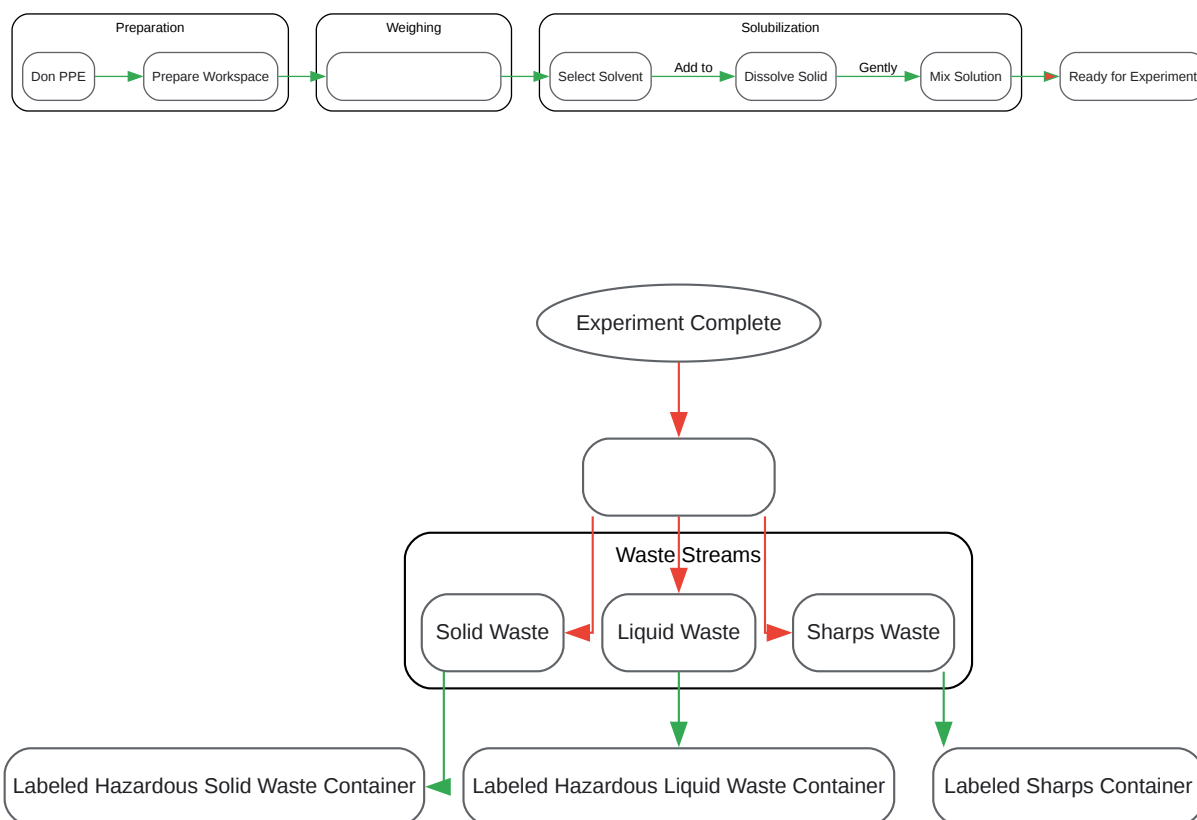 Preparation
Weighing
Solubilization
Don PPE
Prepare Workspace
Select Solvent
Add to
Dissolve Solid
Gently
Mix Solution
Ready for Experiment
Experiment Complete
Waste Streams
Solid Waste
Liquid Waste
Sharps Waste
Labeled Hazardous Solid Waste Container
Labeled Hazardous Liquid Waste Container
Labeled Sharps Container